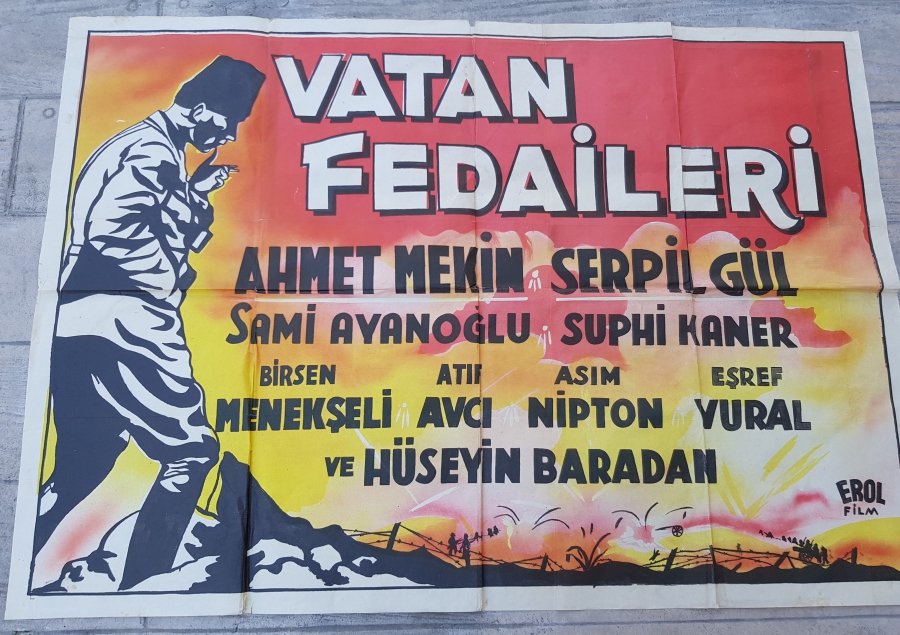 VATAN
FEDAİLERİ
AHMET MEKİN SERPİL GÜL
SAMİ AYANOĞLU SUPHİ KANER
BİRSEN ATIF ASIM EŞREF
MENEKŞELİ AVCI NİPTON YURAL
VE HÜSEYİN BARADAN
EROL
FİLM